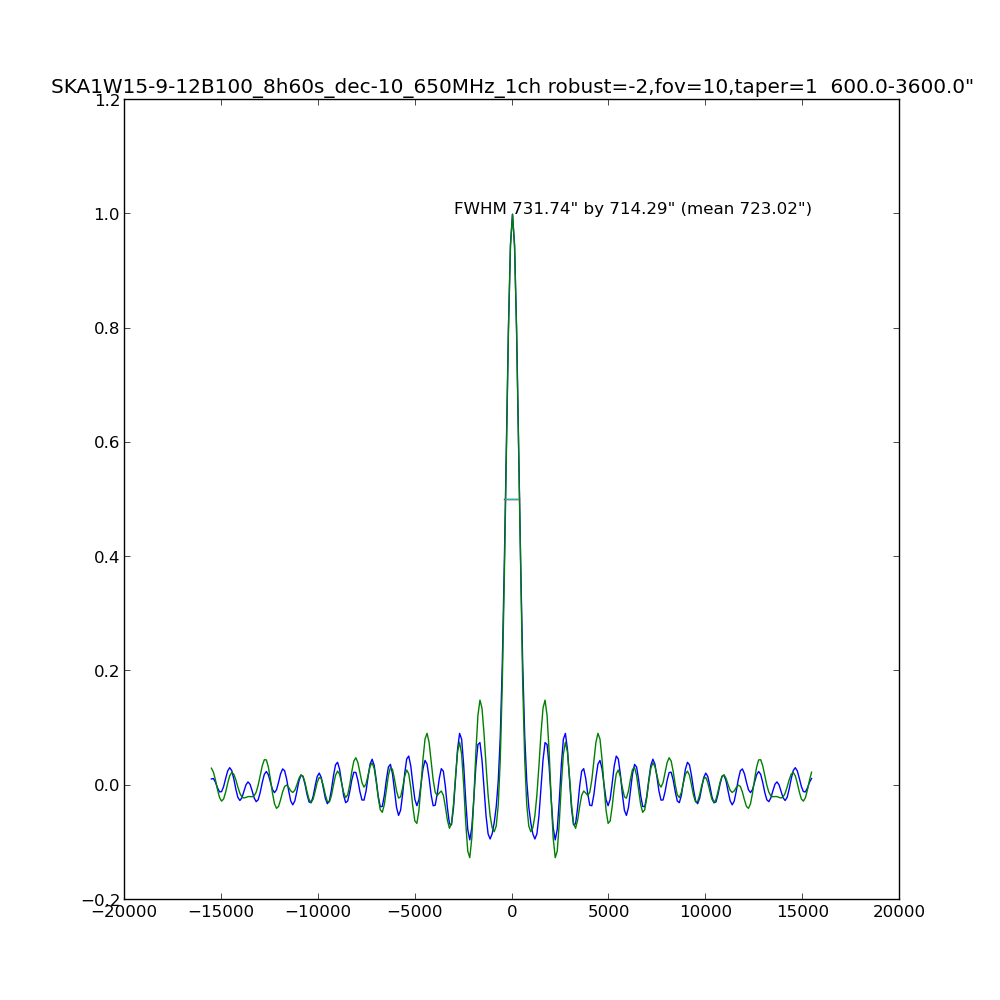 SKA1W15-9-12B100_8h60s_dec-10_650MHz_1ch robust=-2,fov=10,taper=1  600.0-3600.0"
1.2
FWHM 731.74" by 714.29" (mean 723.02")
1.0
0.8
0.6
0.4
0.2
0.0
−0.2
−20000 −15000 −10000 −5000 0 5000 10000 15000 20000